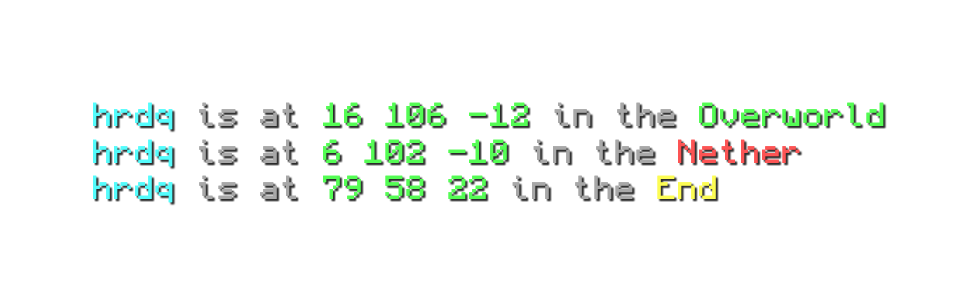 hrdq is at 16 106 -12 in the Overworld
hrdq is at 6 102 -10 in the Nether
hrdq is at 79 58 22 in the End